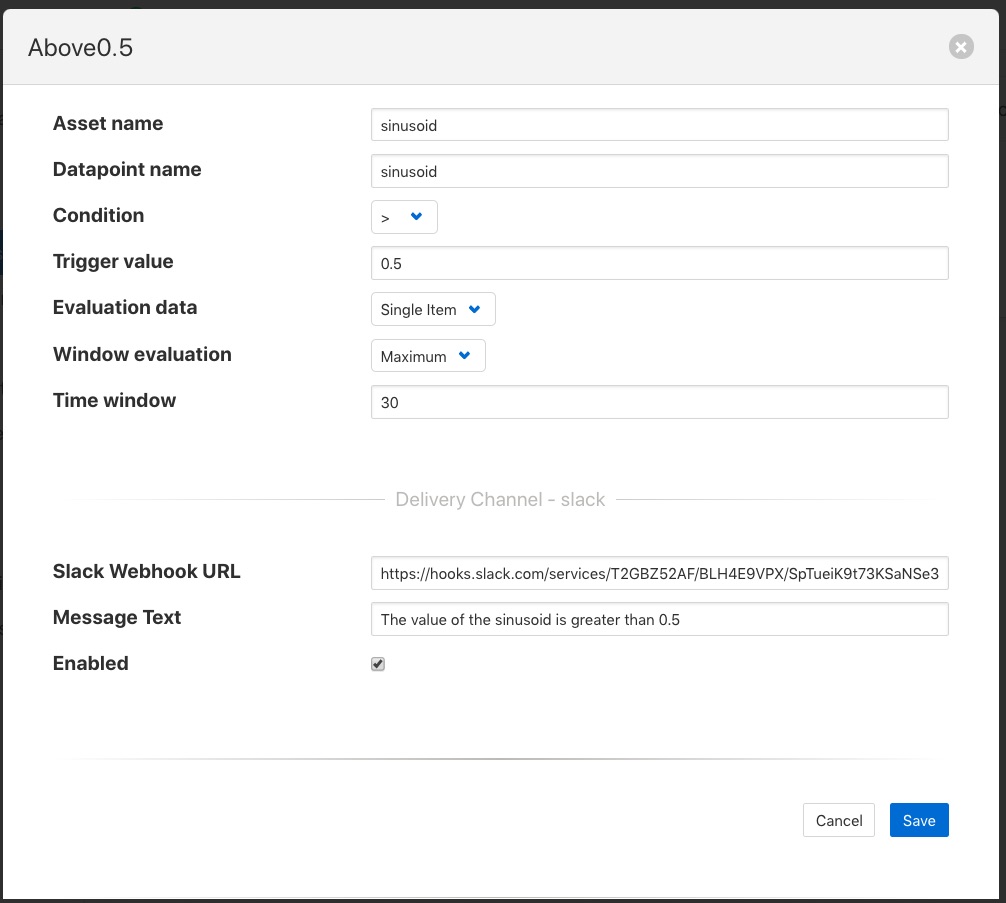 Above0.5
Asset name
sinusoid
Datapoint name
sinusoid
Condition
>
Trigger value
0.5
Evaluation data
Single Item
Window evaluation
Maximum
Time window
30
Delivery Channel - slack
Slack Webhook URL
https://hooks.slack.com/services/T2GBZ52AF/BLH4E9VPX/SpTueiK9t73KSaNSe3
Message Text
The value of the sinusoid is greater than 0.5
Enabled
Cancel
Save